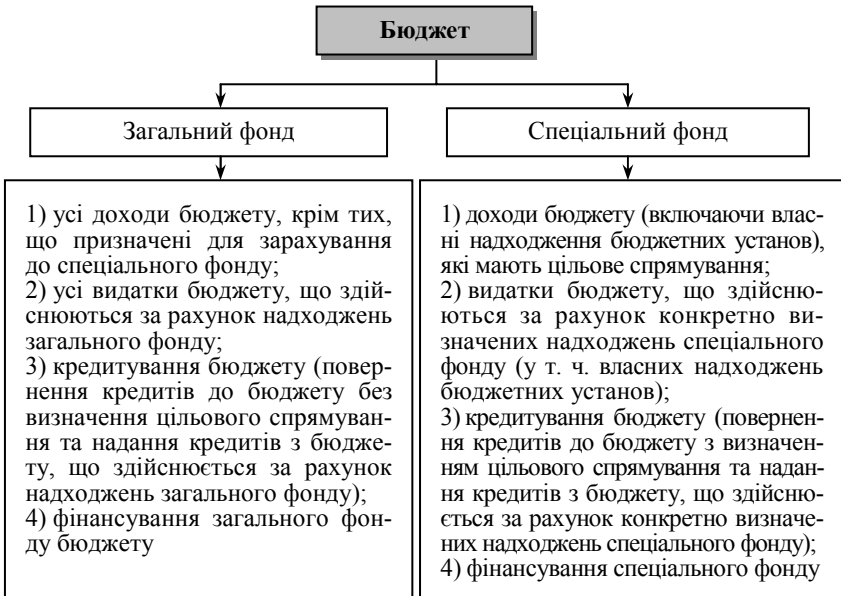 Бюджет
Загальний фонд
Спеціальний фонд
1) усі доходи бюджету, крім тих,
що призначені для зарахування
до спеціального фонду;
2) усі видатки бюджету, що здій-
снюються за рахунок надходжень
загального фонду;
3) кредитування бюджету (повер-
нення кредитів до бюджету без
визначення цільового спрямуван-
ня та надання кредитів з бюдже-
ту, що здійснюється за рахунок
надходжень загального фонду);
4) фінансування загального фон-
ду бюджету
1) доходи бюджету (включаючи влас-
ні надходження бюджетних установ),
які мають цільове спрямування;
2) видатки бюджету, що здійсню-
ються за рахунок конкретно ви-
значених надходжень спеціального
фонду (у т. ч. власних надходжень
бюджетних установ);
3) кредитування бюджету (повернен-
ня кредитів до бюджету з визначен-
ням цільового спрямування та надан-
ня кредитів з бюджету, що здійсню-
ється за рахунок конкретно визначе-
них надходжень спеціального фонду);
4) фінансування спеціального фонду